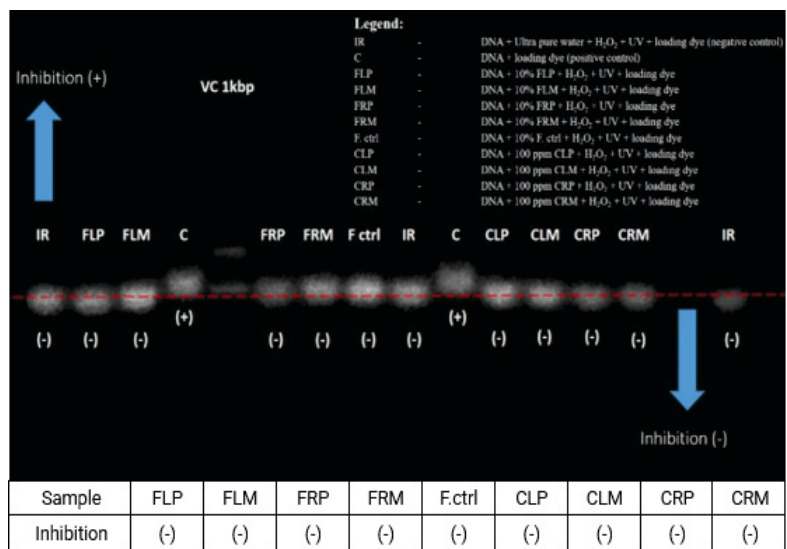 Legend:
IR - DNA + Ultra pure water + H₂O₂ + UV + loading dye (negative control)
C - DNA + loading dye (positive control)
FLP - DNA + 10% FLP + H₂O₂ + UV + loading dye
FLM - DNA + 10% FLM + H₂O₂ + UV + loading dye
FRP - DNA + 10% FRP + H₂O₂ + UV + loading dye
FRM - DNA + 10% FRM + H₂O₂ + UV + loading dye
F. ctrl - DNA + 10% F. ctrl + H₂O₂ + UV + loading dye
CLP - DNA + 100 ppm CLP + H₂O₂ + UV + loading dye
CLM - DNA + 100 ppm CLM + H₂O₂ + UV + loading dye
CRP - DNA + 100 ppm CRP + H₂O₂ + UV + loading dye
CRM - DNA + 100 ppm CRM + H₂O₂ + UV + loading dye
Inhibition (+)
VC 1kbp
IR FLP FLM C FRP FRM F ctrl IR C CLP CLM CRP CRM IR
(-) (-) (-) (+) (-) (-) (-) (-) (+) (-) (-) (-) (-) (-)
Inhibition (-)
Sample FLP FLM FRP FRM F.ctrl CLP CLM CRP CRM
Inhibition (-) (-) (-) (-) (-) (-) (-) (-) (-)